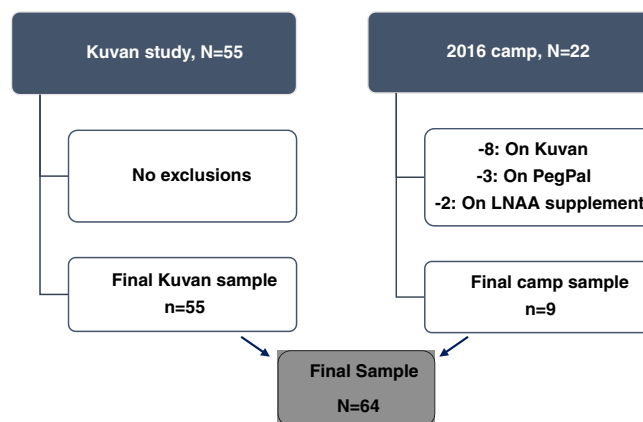 Kuvan study, N=55
No exclusions
Final Kuvan sample
n=55
2016 camp, N=22
-8: On Kuvan
-3: On PegPal
-2: On LNAA supplement
Final camp sample
n=9
Final Sample
N=64